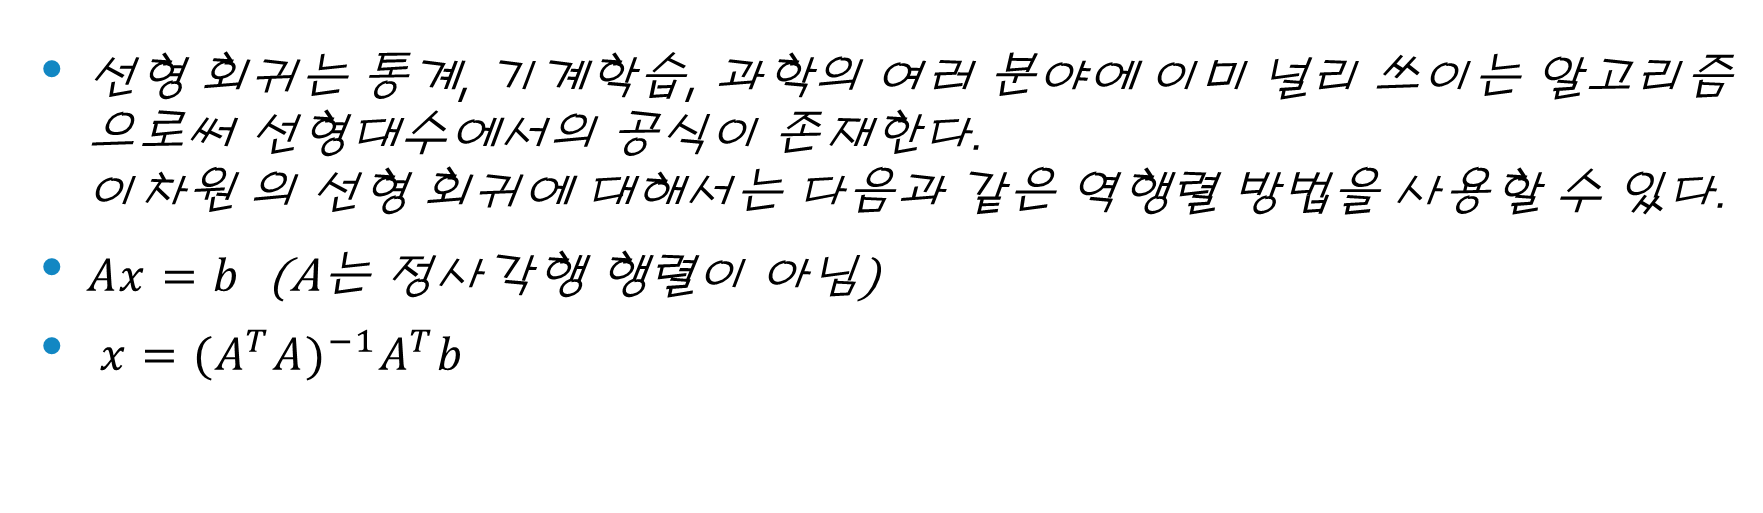 • 선형 회귀는 통계, 기계학습, 과학의 여러 분야에 이미 널리 쓰이는 알고리즘
으로써 선형대수에서의 공식이 존재한다.
이차원 의 선형 회귀에 대해서는 다음과 같은 역행렬 방법을 사용할 수 있다.
• Ax = b (A는 정사각행 행렬이 아님)
• x = (AᵀA)⁻¹Aᵀb